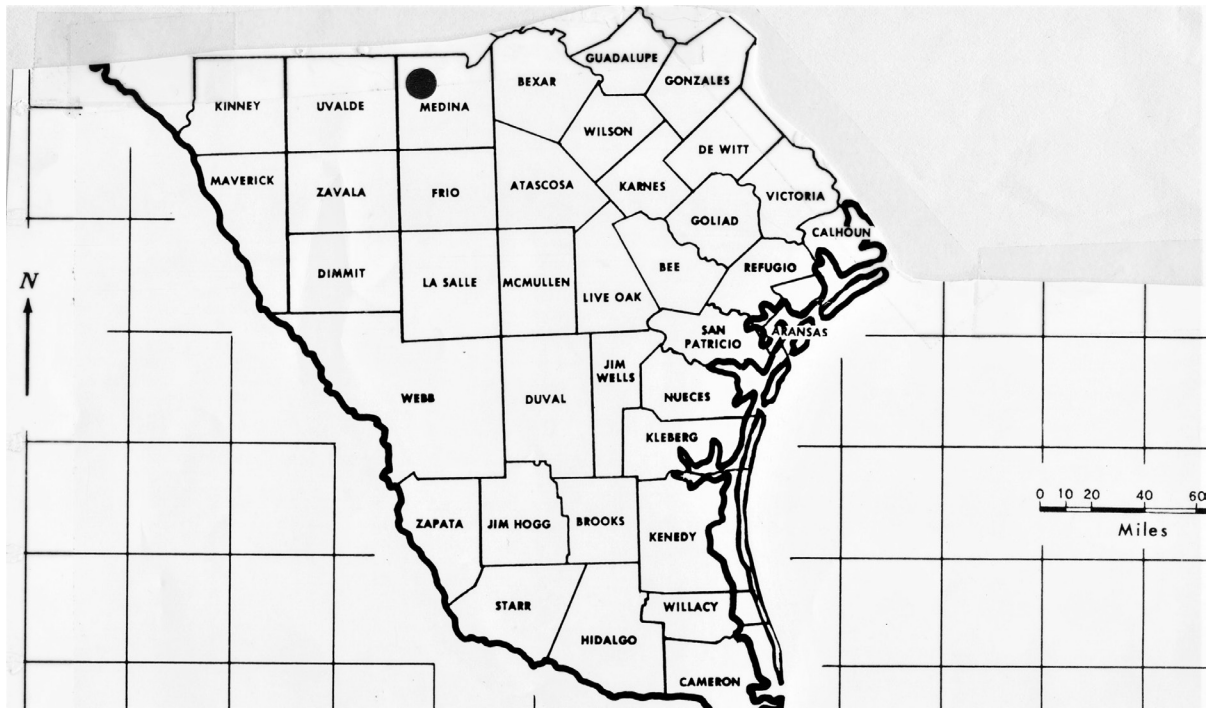 GUADALUPE
BEXAR
GONZALES
KINNEY
UVALDE
MEDINA
WILSON
DE WITT
MAVERICK
ZAVALA
FRIO
ATASCOSA
KARNES
VICTORIA
GOLIAD
CALHOUN
N
DIMMIT
LA SALLE
MCMULLEN
LIVE OAK
BEE
REFUGIO
SAN
PATRICIO
ARANSAS
JIM
WELLS
WEBB
DUVAL
NUECES
KLEBERG
ZAPATA
JIM HOGG
BROOKS
KENEDY
0 10 20 40 60
Miles
STARR
WILLACY
HIDALGO
CAMERON